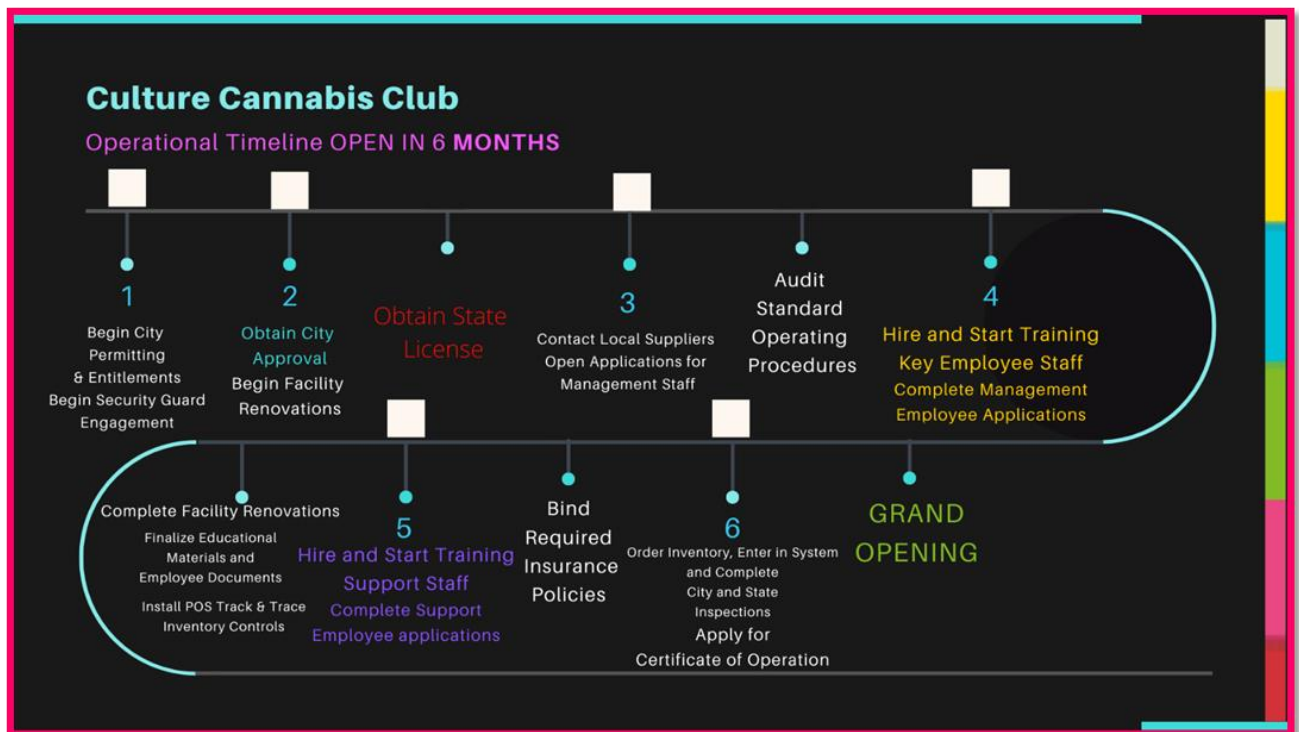 Culture Cannabis Club
Operational Timeline OPEN IN 6 MONTHS
1
Begin City
Permitting
& Entitlements
Begin Security Guard
Engagement
2
Obtain City
Approval
Begin Facility
Renovations
Obtain State
License
3
Contact Local Suppliers
Open Applications for
Management Staff
Audit
Standard
Operating
Procedures
4
Hire and Start Training
Key Employee Staff
Complete Management
Employee Applications
Complete Facility Renovations
Finalize Educational
Materials and
Employee Documents
Install POS Track & Trace
Inventory Controls
5
Hire and Start Training
Support Staff
Complete Support
Employee applications
Bind
Required
Insurance
Policies
6
Order Inventory, Enter in System
and Complete
City and State
Inspections
Apply for
Certificate of Operation
GRAND
OPENING